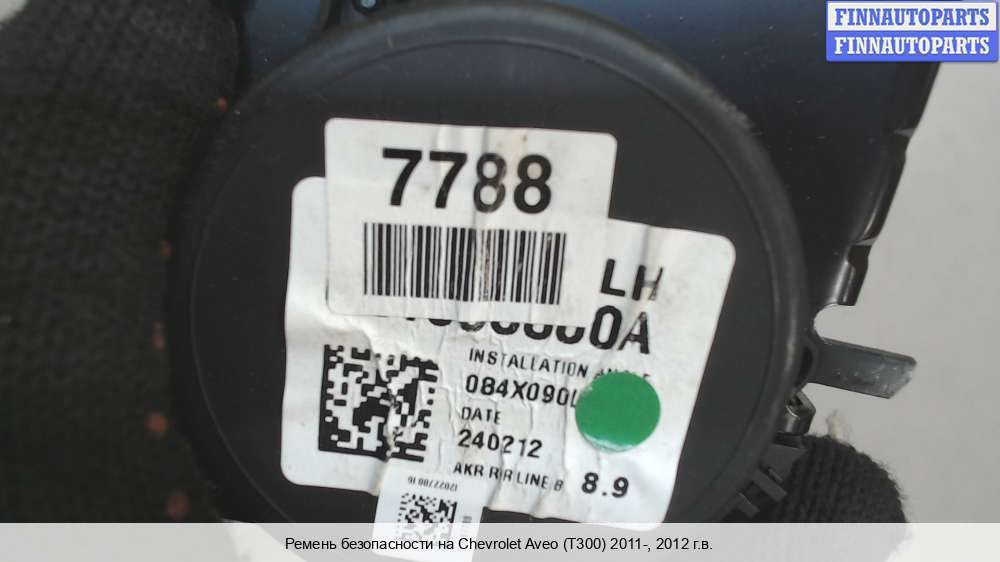 FINNAUTOPARTS
FINNAUTOPARTS
7788
LH
INSTALLATION
DATE
240212
AKR RIR LINE B 8.9
Ремень безопасности на Chevrolet Aveo (T300) 2011-, 2012 г.в.